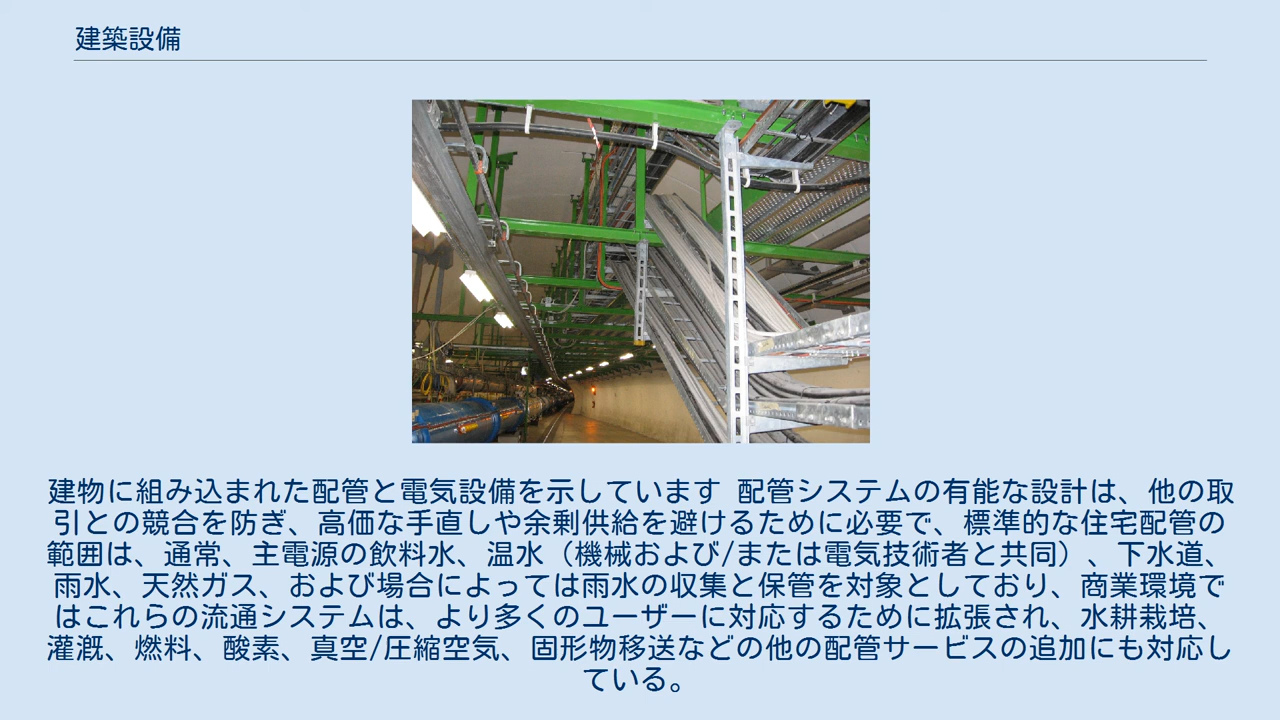 建築設備
建物に組み込まれた配管と電気設備を示しています 配管システムの有能な設計は、他の取
引との競合を防ぎ、高価な手直しや余剰供給を避けるために必要で、標準的な住宅配管の
範囲は、通常、主電源の飲料水、温水（機械および/または電気技術者と共同）、下水道、
雨水、天然ガス、および場合によっては雨水の収集と保管を対象としており、商業環境で
はこれらの流通システムは、より多くのユーザーに対応するために拡張され、水耕栽培、
灌漑、燃料、酸素、真空/圧縮空気、固形物移送などの他の配管サービスの追加にも対応し
ている。